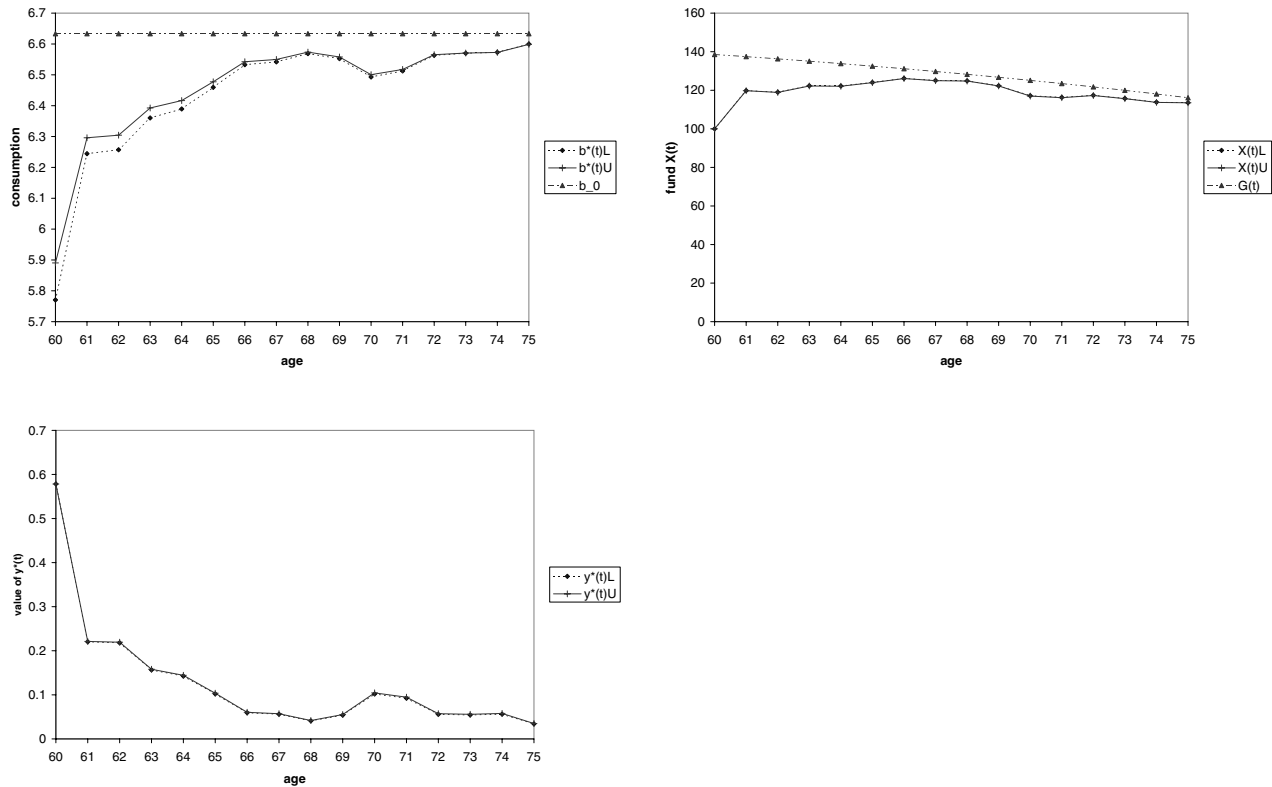 6.7
6.6
6.5
6.4
6.3
6.2
6.1
6
5.9
5.8
5.7
consumption
60 61 62 63 64 65 66 67 68 69 70 71 72 73 74 75
age
b*(t)L
b*(t)U
b_0
160
140
120
100
80
60
40
20
0
fund X(t)
60 61 62 63 64 65 66 67 68 69 70 71 72 73 74 75
age
X(t)L
X(t)U
G(t)
0.7
0.6
0.5
0.4
0.3
0.2
0.1
0
value of y*(t)
60 61 62 63 64 65 66 67 68 69 70 71 72 73 74 75
age
y*(t)L
y*(t)U